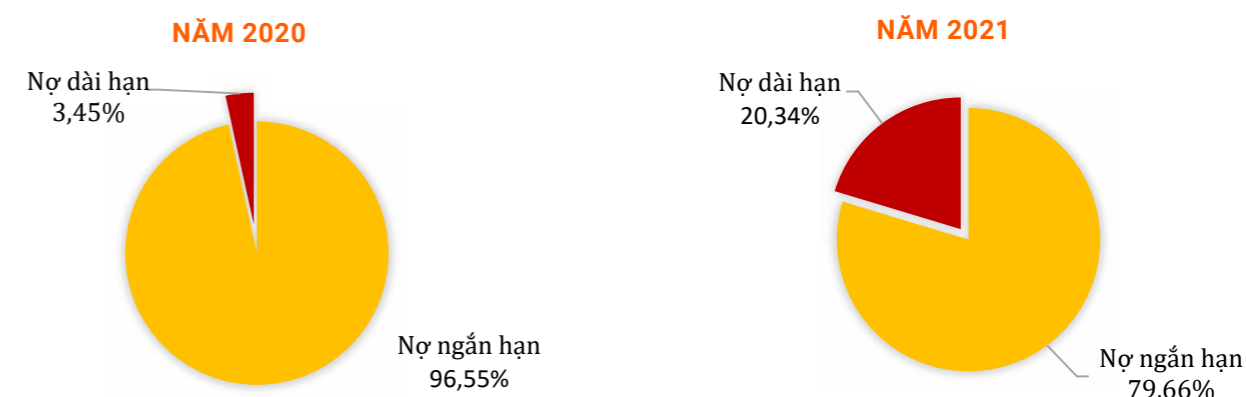 NĂM 2020
Nợ dài hạn
3,45%
Nợ ngắn hạn
96,55%
NĂM 2021
Nợ dài hạn
20,34%
Nợ ngắn hạn
79,66%